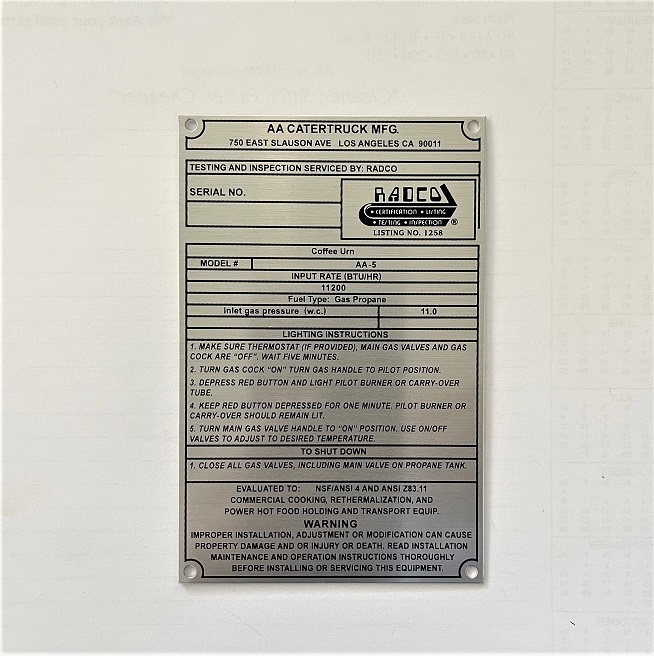 AA CATERTRUCK MFG.
750 EAST SLAUSON AVE LOS ANGELES CA 90011
TESTING AND INSPECTION SERVICED BY: RADCO
SERIAL NO.
RADCO
• CERTIFICATION • LISTING
• TESTING • INSPECTION ®
LISTING NO. 1258
Coffee Urn
MODEL # AA-5
INPUT RATE (BTU/HR)
11200
Fuel Type: Gas Propane
Inlet gas pressure (w.c.) 11.0
LIGHTING INSTRUCTIONS
1. MAKE SURE THERMOSTAT (IF PROVIDED), MAIN GAS VALVES AND GAS
COCK ARE "OFF". WAIT FIVE MINUTES.
2. TURN GAS COCK "ON" TURN GAS HANDLE TO PILOT POSITION.
3. DEPRESS RED BUTTON AND LIGHT PILOT BURNER OR CARRY-OVER
TUBE.
4. KEEP RED BUTTON DEPRESSED FOR ONE MINUTE. PILOT BURNER OR
CARRY-OVER SHOULD REMAIN LIT.
5. TURN MAIN GAS VALVE HANDLE TO "ON" POSITION. USE ON/OFF
VALVES TO ADJUST TO DESIRED TEMPERATURE.
TO SHUT DOWN
1. CLOSE ALL GAS VALVES, INCLUDING MAIN VALVE ON PROPANE TANK.
EVALUATED TO: NSF/ANSI 4 AND ANSI Z83.11
COMMERCIAL COOKING, RETHERMALIZATION, AND
POWER HOT FOOD HOLDING AND TRANSPORT EQUIP.
WARNING
IMPROPER INSTALLATION, ADJUSTMENT OR MODIFICATION CAN CAUSE
PROPERTY DAMAGE AND OR INJURY OR DEATH. READ INSTALLATION
MAINTENANCE AND OPERATION INSTRUCTIONS THOROUGHLY
BEFORE INSTALLING OR SERVICING THIS EQUIPMENT.